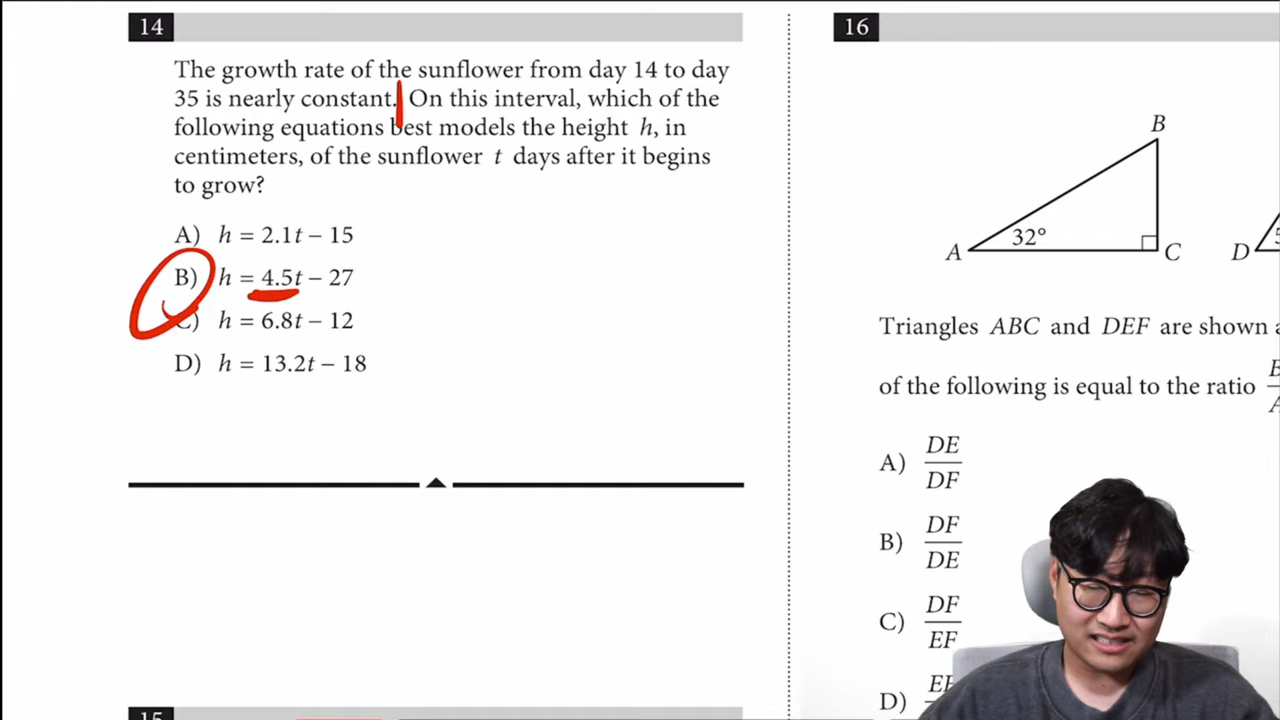 14
The growth rate of the sunflower from day 14 to day
35 is nearly constant. On this interval, which of the
following equations best models the height h, in
centimeters, of the sunflower t days after it begins
to grow?
A) h = 2.1t – 15
B) h = 4.5t – 27
C) h = 6.8t – 12
D) h = 13.2t – 18
15
16
B
32°
A
C
D
Triangles ABC and DEF are shown
of the following is equal to the ratio
A) DE
DF
B) DF
DE
C) DF
EF
D)